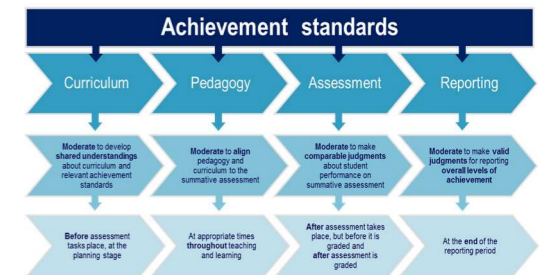 Achievement standards
Curriculum
Pedagogy
Assessment
Reporting
Moderate to develop
shared understandings
about curriculum and
relevant achievement
standards
Moderate to align
pedagogy and
curriculum to the
summative assessment
Moderate to make
comparable judgments
about student
performance on
summative assessment
Moderate to make valid
judgments for reporting
overall levels of
achievement
Before assessment
tasks place, at the
planning stage
At appropriate times
throughout teaching
and learning
After assessment takes
place, but before it is
graded and
after assessment is
graded
At the end of the
reporting period